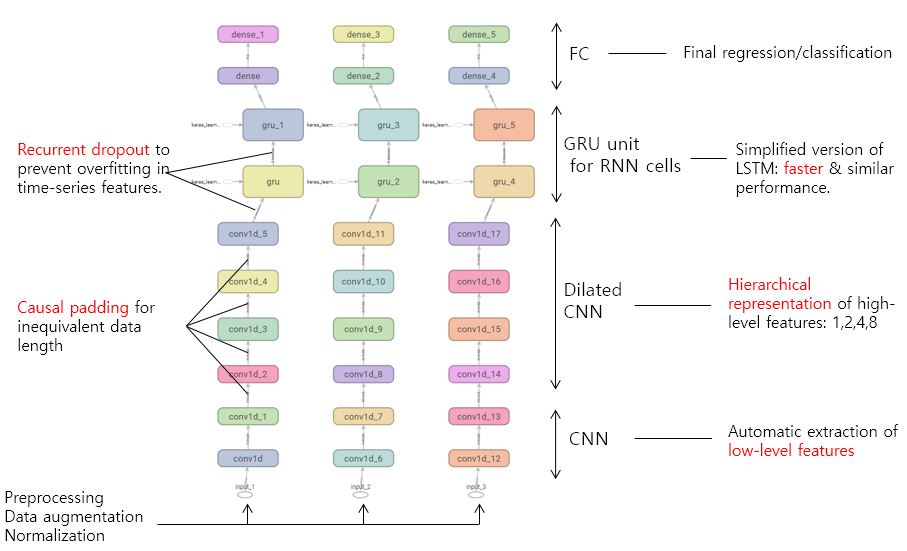 dense_1
dense_3
dense_5
FC
Final regression/classification
dense
dense_2
dense_4
keras_learn...
gru_1
keras_learn...
gru_3
keras_learn...
gru_5
GRU unit
for RNN cells
Simplified version of
LSTM: faster & similar
performance.
Recurrent dropout to
prevent overfitting in
time-series features.
keras_learn...
gru
keras_learn...
gru_2
keras_learn...
gru_4
conv1d_5
conv1d_11
conv1d_17
conv1d_4
conv1d_10
conv1d_16
Dilated
CNN
Hierarchical
representation of high-
level features: 1,2,4,8
Causal padding for
inequivalent data
length
conv1d_3
conv1d_9
conv1d_15
conv1d_2
conv1d_8
conv1d_14
conv1d_1
conv1d_7
conv1d_13
CNN
Automatic extraction of
low-level features
conv1d
conv1d_6
conv1d_12
input_1
input_2
input_3
Preprocessing
Data augmentation
Normalization